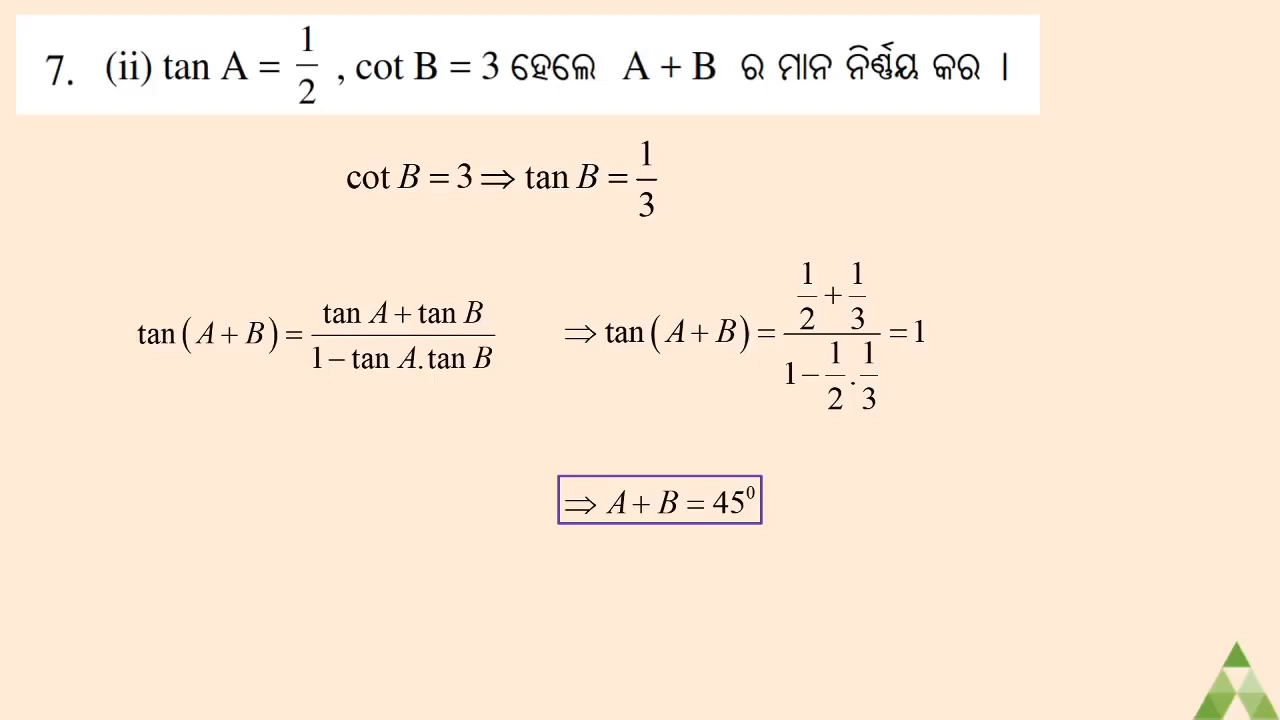 7. (ii) tan A = 1/2 , cot B = 3 ହେଲେ A + B ର ମାନ ନିର୍ଣ୍ଣୟ କର ।
cot B = 3 ⇒ tan B = 1/3
tan(A + B) = (tan A + tan B)/(1 − tan A.tan B) ⇒ tan(A + B) = (1/2 + 1/3)/(1 − 1/2 . 1/3) = 1
⇒ A + B = 45⁰